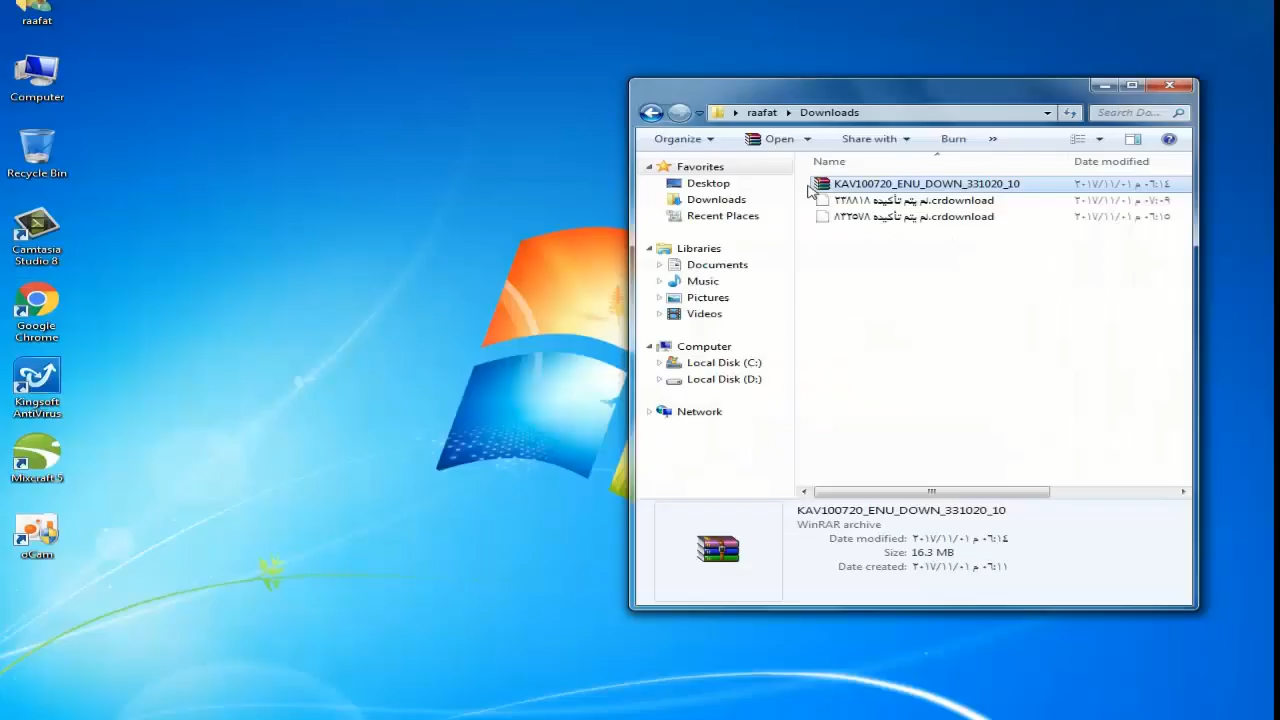 raafat
Computer
Recycle Bin
Camtasia
Studio 8
Google
Chrome
Kingsoft
AntiVirus
Mixcraft 5
oCam
raafat
Downloads
Search Do...
Organize
Open
Share with
Burn
»
Name
Date modified
Favorites
Desktop
Downloads
Recent Places
Libraries
Documents
Music
Pictures
Videos
Computer
Local Disk (C:)
Local Disk (D:)
Network
KAV100720_ENU_DOWN_331020_10
٢٠١٧/١١/٠١ ٠٦:١٤ م
لم يتم تأكيده ٢٣٨٨١٨.crdownload
٢٠١٧/١١/٠١ ٠٧:٠٩ م
لم يتم تأكيده ٨٣٢٥٧٨.crdownload
٢٠١٧/١١/٠١ ٠٦:١٥ م
KAV100720_ENU_DOWN_331020_10
WinRAR archive
Date modified: ٢٠١٧/١١/٠١ ٠٦:١٤ م
Size: 16.3 MB
Date created: ٢٠١٧/١١/٠١ ٠٦:١١ م